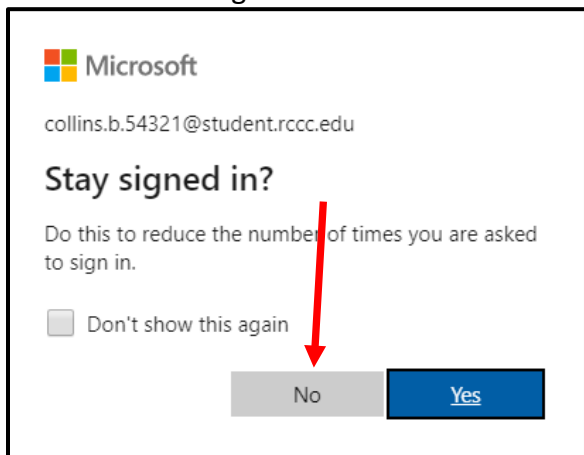 Microsoft
collins.b.54321@student.rccc.edu
Stay signed in?
Do this to reduce the number of times you are asked
to sign in.
Don't show this again
No
Yes